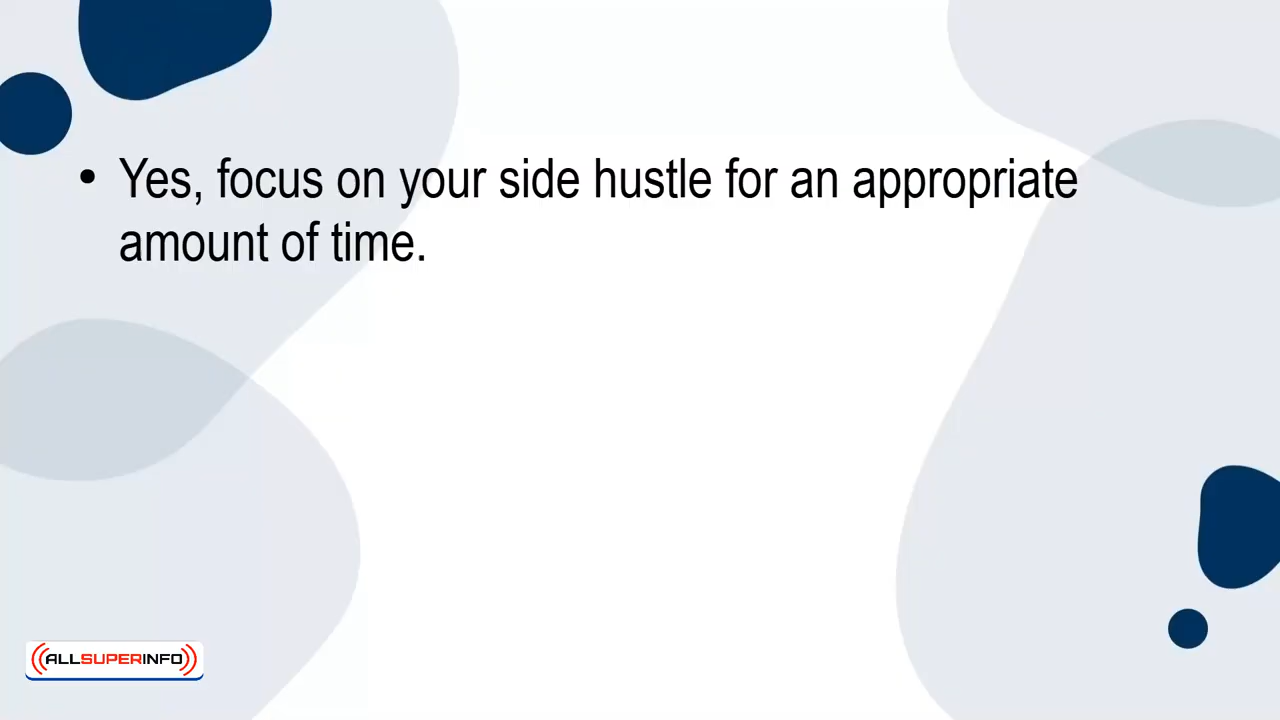 • Yes, focus on your side hustle for an appropriate
amount of time.
((ALLSUPERINFO))